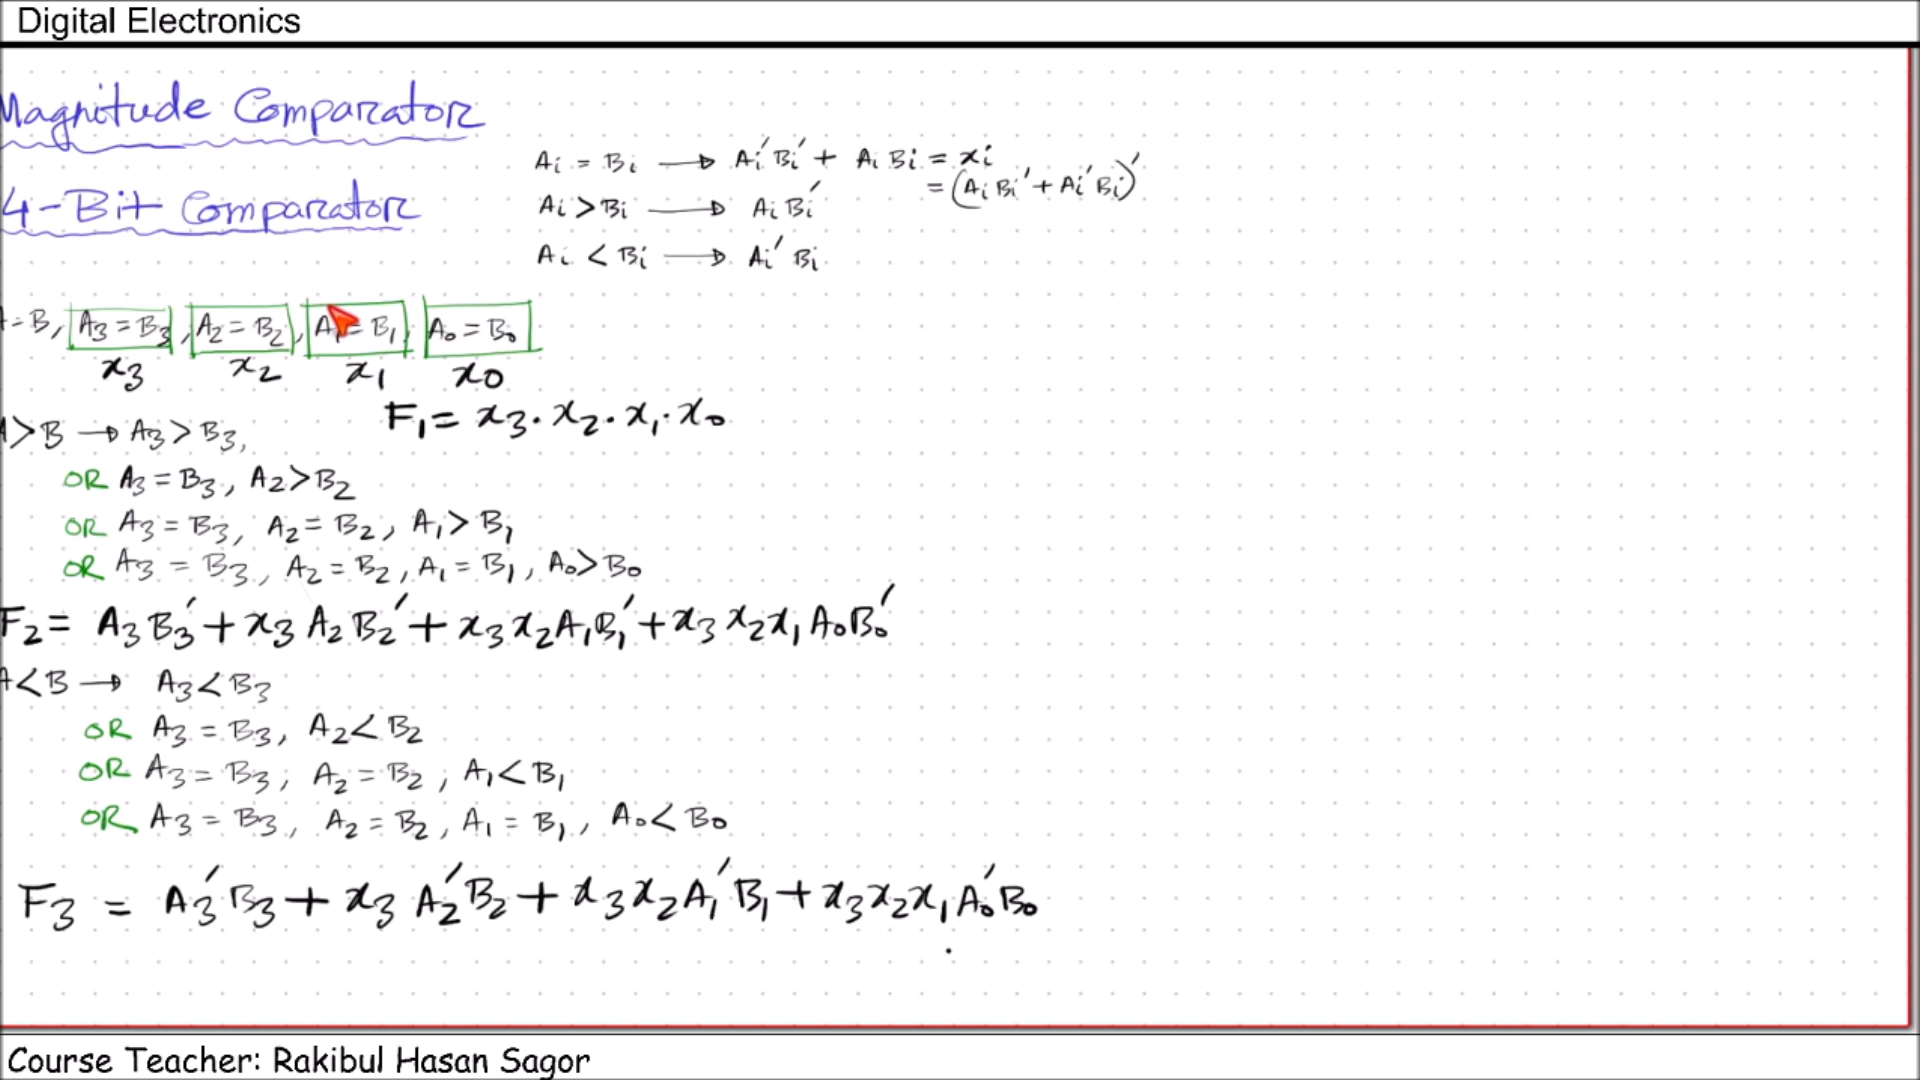 Digital Electronics
Magnitude Comparator
Ai = Bi → Ai'Bi' + AiBi = xi
= (AiBi' + Ai'Bi)'
4-Bit Comparator
Ai > Bi → AiBi'
Ai < Bi → Ai'Bi
= B, A3 = B3, A2 = B2, A1 = B1, A0 = B0
x3 x2 x1 x0
F1 = x3 · x2 · x1 · x0
A>B → A3 > B3,
OR A3 = B3, A2 > B2
OR A3 = B3, A2 = B2, A1 > B1
OR A3 = B3, A2 = B2, A1 = B1, A0 > B0
F2 = A3B3' + x3A2B2' + x3x2A1B1' + x3x2x1A0B0'
A<B → A3 < B3
OR A3 = B3, A2 < B2
OR A3 = B3, A2 = B2, A1 < B1
OR A3 = B3, A2 = B2, A1 = B1, A0 < B0
F3 = A3'B3 + x3A2'B2 + x3x2A1'B1 + x3x2x1A0'B0
Course Teacher: Rakibul Hasan Sagor